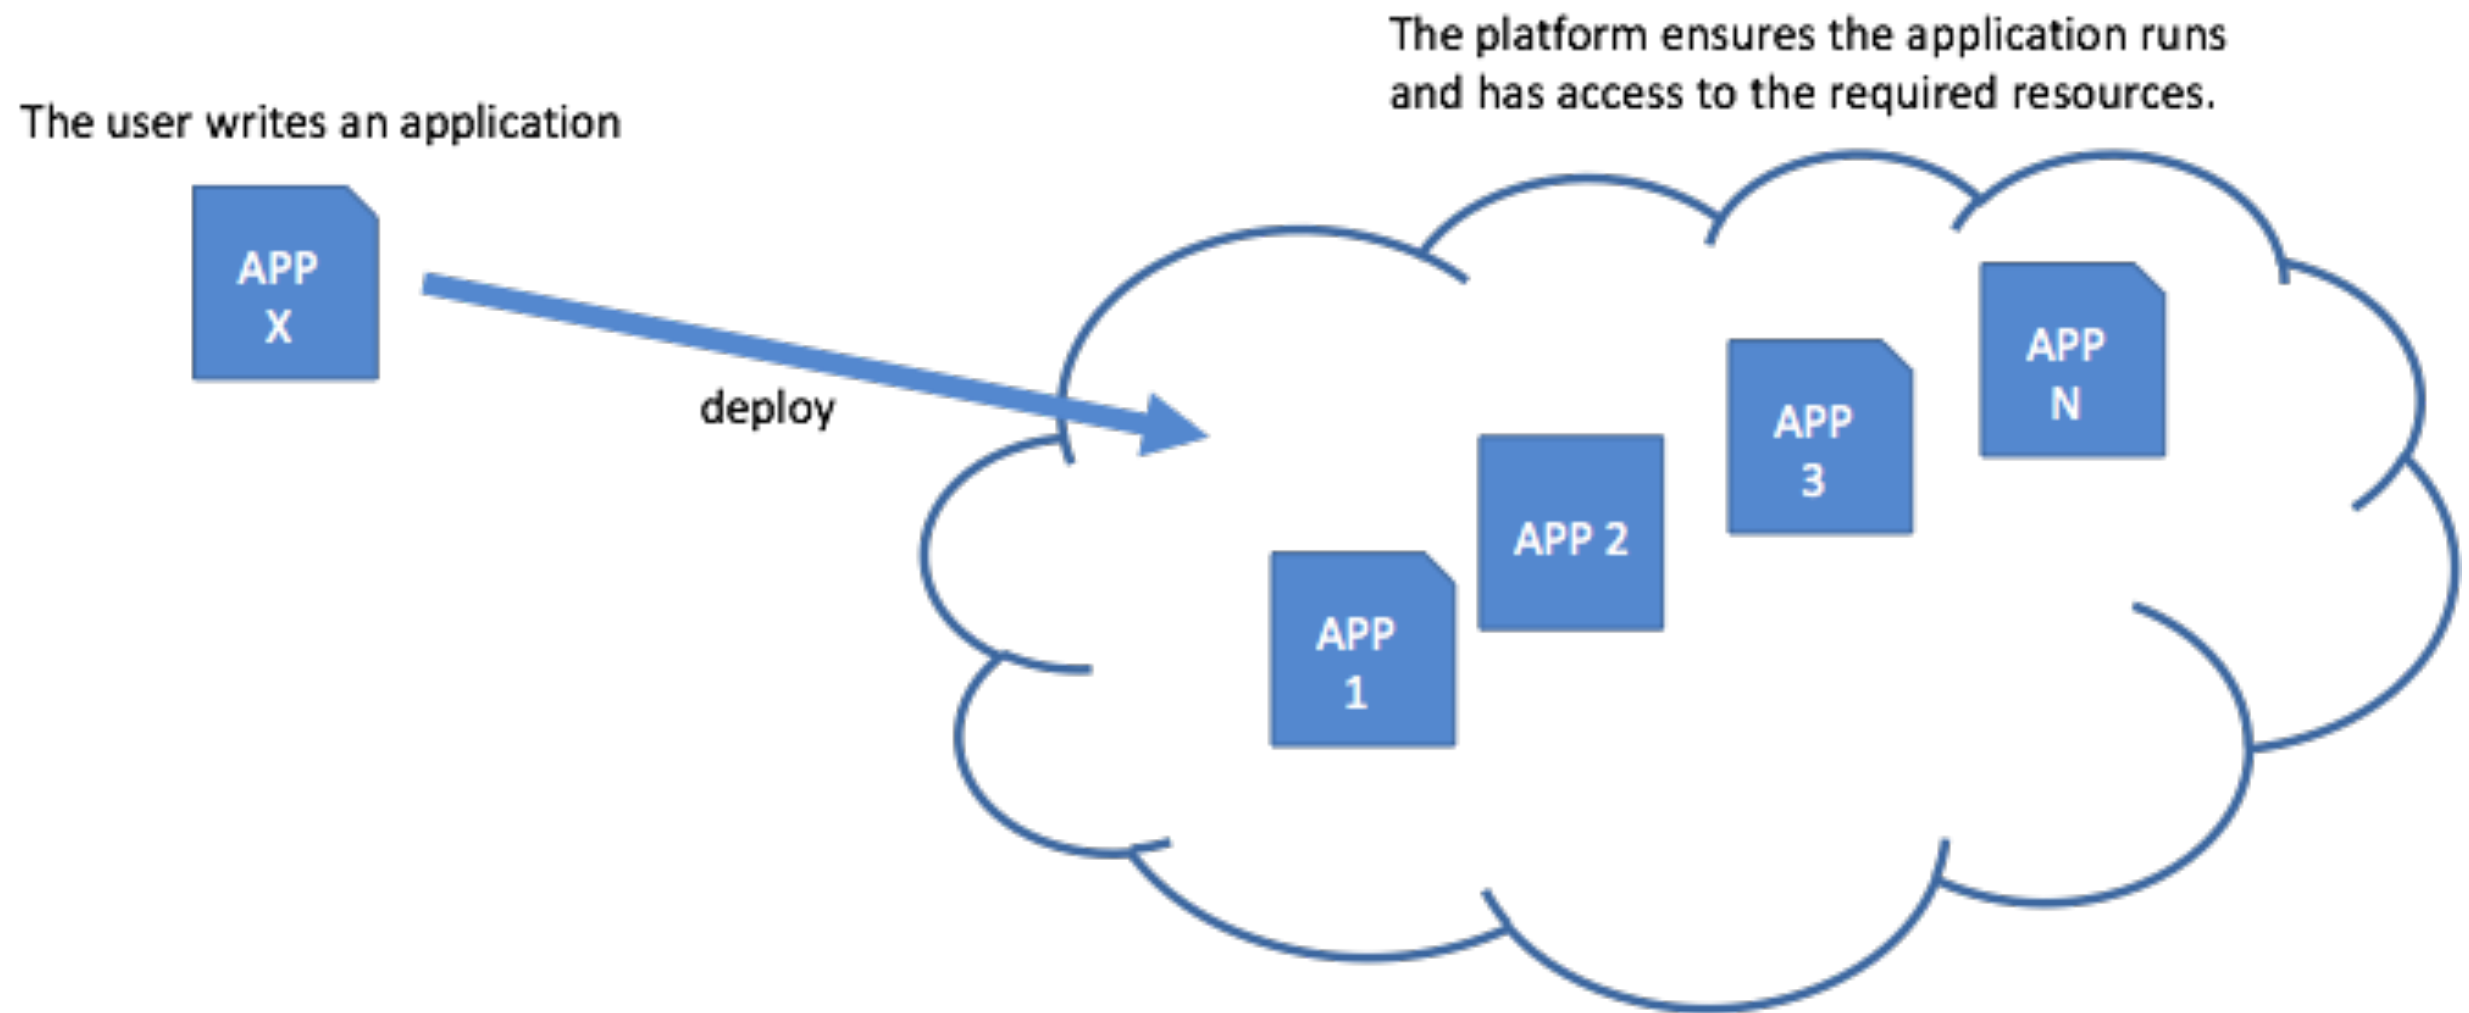 The platform ensures the application runs
and has access to the required resources.
The user writes an application
APP
X
deploy
APP
N
APP
3
APP 2
APP
1